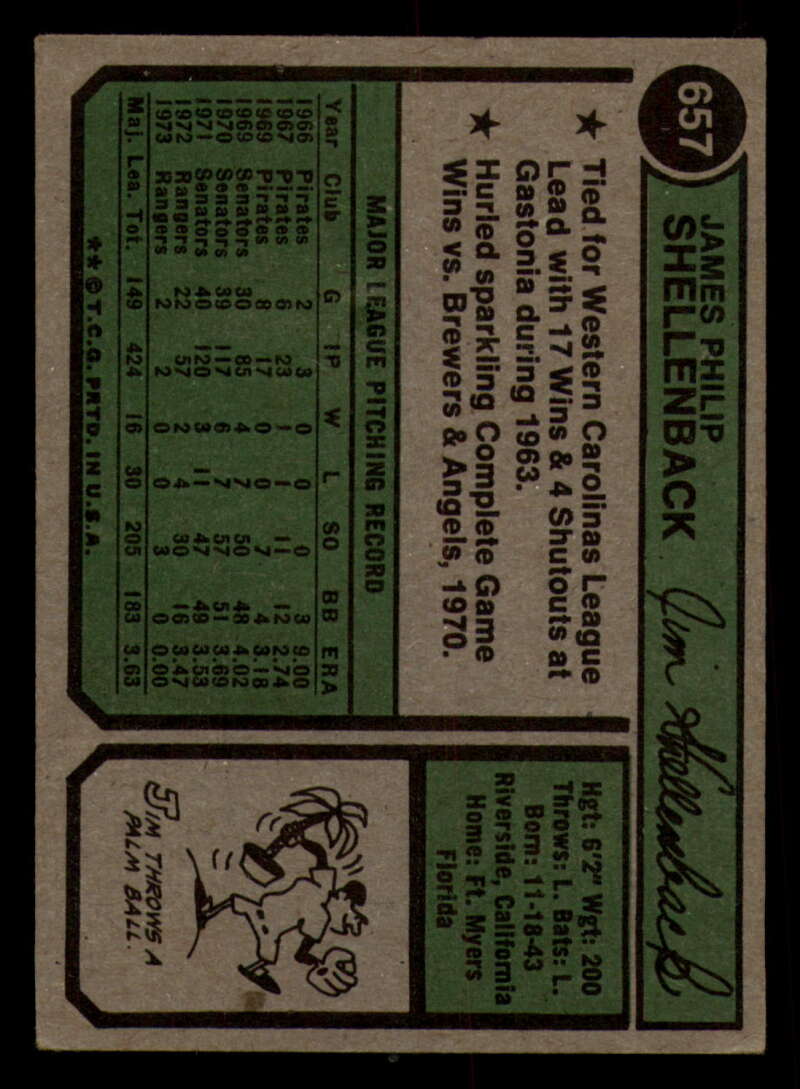 657
JAMES PHILIP
SHELLENBACK
Jim Shellenback
★ Tied for Western Carolinas League
Lead with 17 Wins & 4 Shutouts at
Gastonia during 1963.
★ Hurled sparkling Complete Game
Wins vs. Brewers & Angels, 1970.
MAJOR LEAGUE PITCHING RECORD
Year Club G IP W L SO BB ERA
1966 Pirates 2 3 0 0 0 3 9.00
1967 Pirates 6 23 1 1 11 12 2.74
1969 Pirates 8 17 0 0 7 4 3.18
1969 Senators 30 85 4 7 50 48 4.02
1970 Senators 39 117 6 7 57 51 3.69
1971 Senators 40 120 3 11 47 49 3.53
1972 Rangers 22 57 2 4 30 16 3.47
1973 Rangers 2 2 0 0 3 0 0.00
Maj. Lea. Tot. 149 424 16 30 205 183 3.63
**©T.C.G. PRTD. IN U.S.A.
Hgt: 6'2" Wgt: 200
Throws: L. Bats: L.
Born: 11-18-43
Riverside, California
Home: Ft. Myers
Florida
JIM THROWS A
PALM BALL.